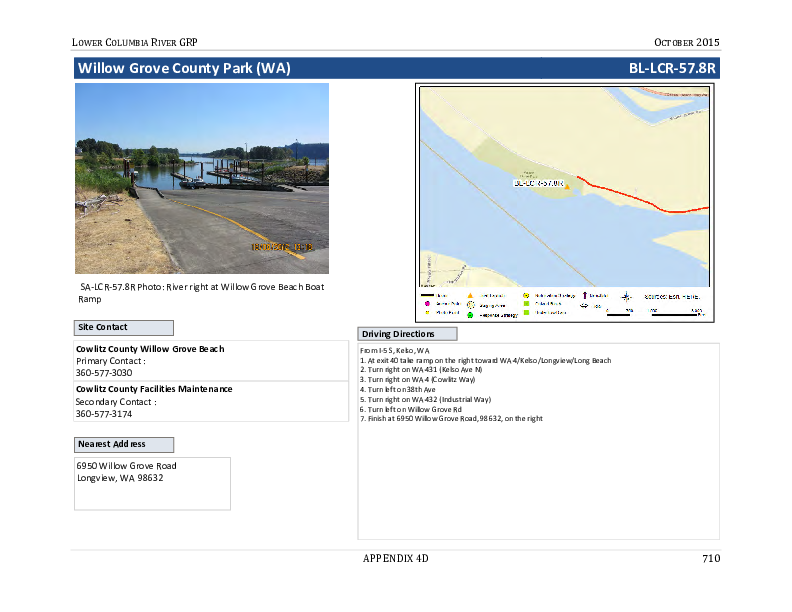 LOWER COLUMBIA RIVER GRP
OCTOBER 2015
Willow Grove County Park (WA)
BL-LCR-57.8R
BL-LCR-57.8R
Sources: Esri, HERE,
SA-LCR-57.8R Photo: River right at Willow Grove Beach Boat
Ramp
Site Contact
Cowlitz County Willow Grove Beach
Primary Contact :
360-577-3030
Cowlitz County Facilities Maintenance
Secondary Contact :
360-577-3174
Nearest Address
6950 Willow Grove Road
Longview, WA 98632
Driving Directions
From I-5 S, Kelso, WA
1. At exit 40 take ramp on the right toward WA 4/Kelso/Longview/Long Beach
2. Turn right on WA 431 (Kelso Ave N)
3. Turn right on WA 4 (Cowlitz Way)
4. Turn left on 38th Ave
5. Turn right on WA 432 (Industrial Way)
6. Turn left on Willow Grove Rd
7. Finish at 6950 Willow Grove Road, 98632, on the right
APPENDIX 4D
710